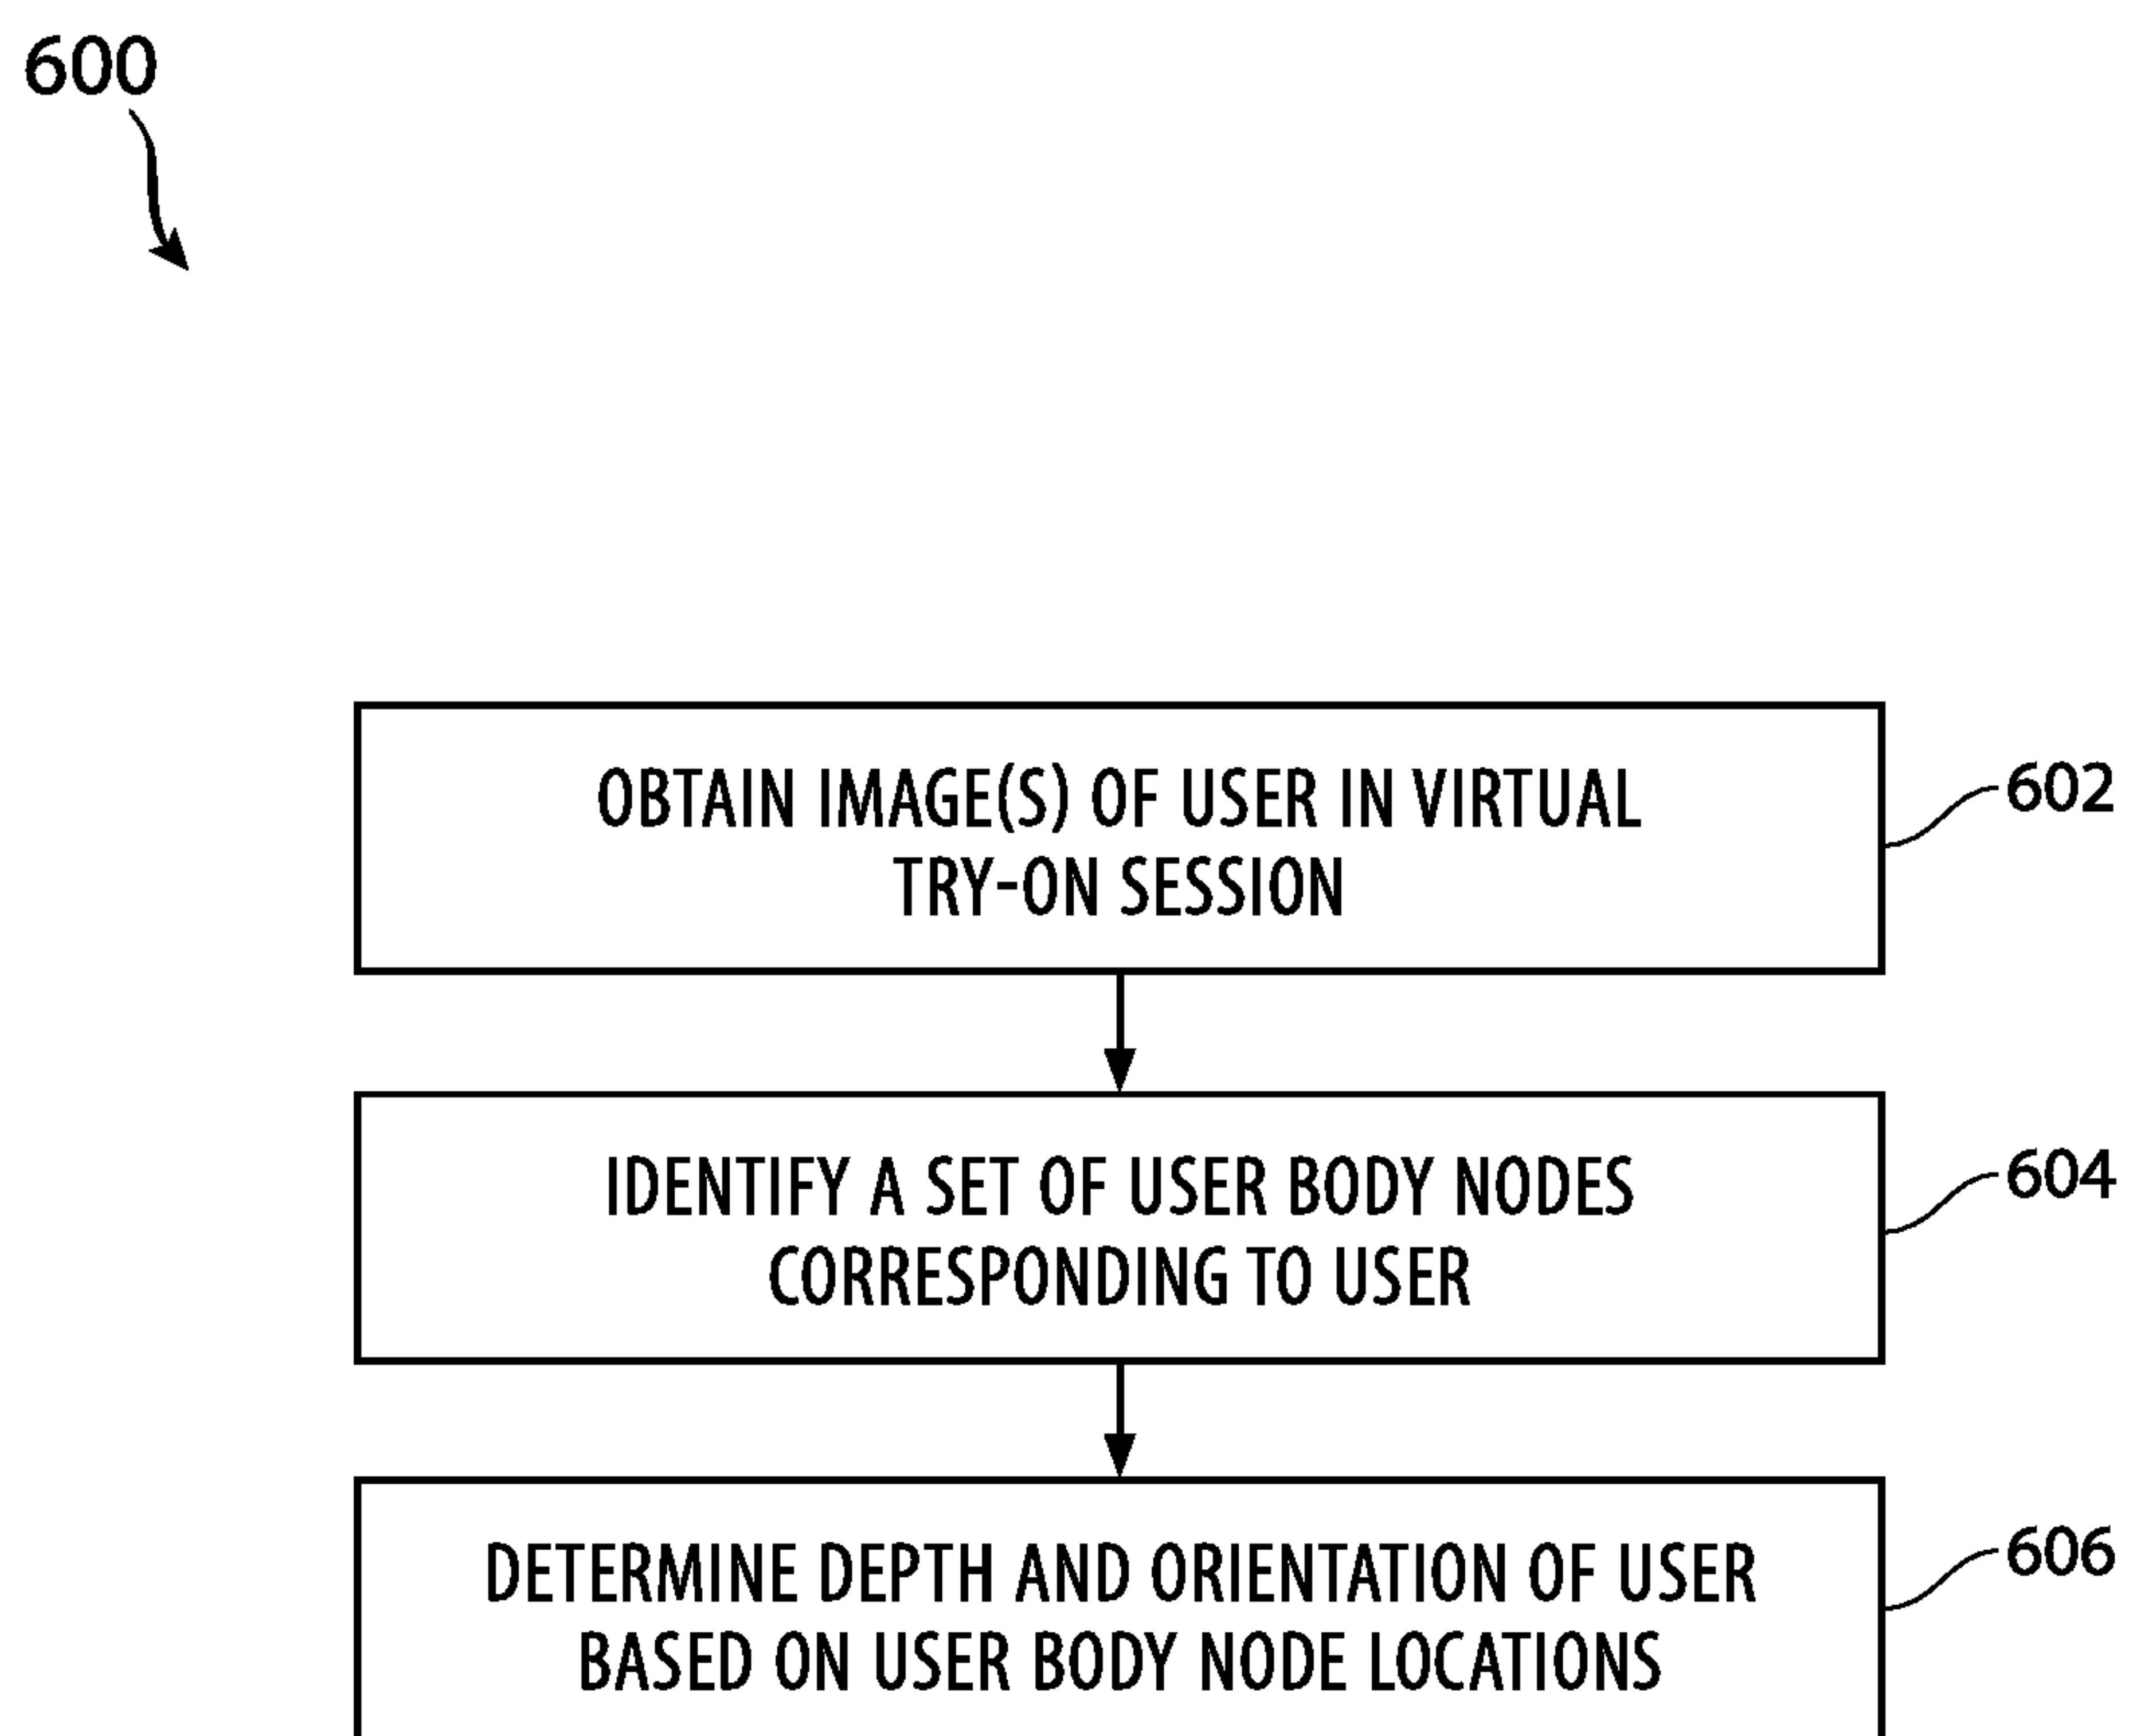 600
OBTAIN IMAGE(S) OF USER IN VIRTUAL
TRY-ON SESSION
602
IDENTIFY A SET OF USER BODY NODES
CORRESPONDING TO USER
604
DETERMINE DEPTH AND ORIENTATION OF USER
BASED ON USER BODY NODE LOCATIONS
606